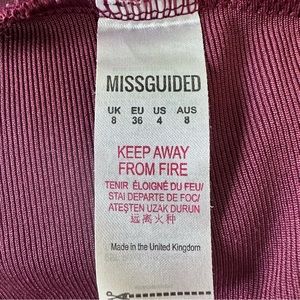 MISSGUIDED
UK EU US AUS
8 36 4 8
KEEP AWAY
FROM FIRE
TENIR ÉLOIGNÉ DU FEU/
STAI DEPARTE DE FOC/
ATEŞTEN UZAK DURUN
远离火种
Made in the United Kingdom